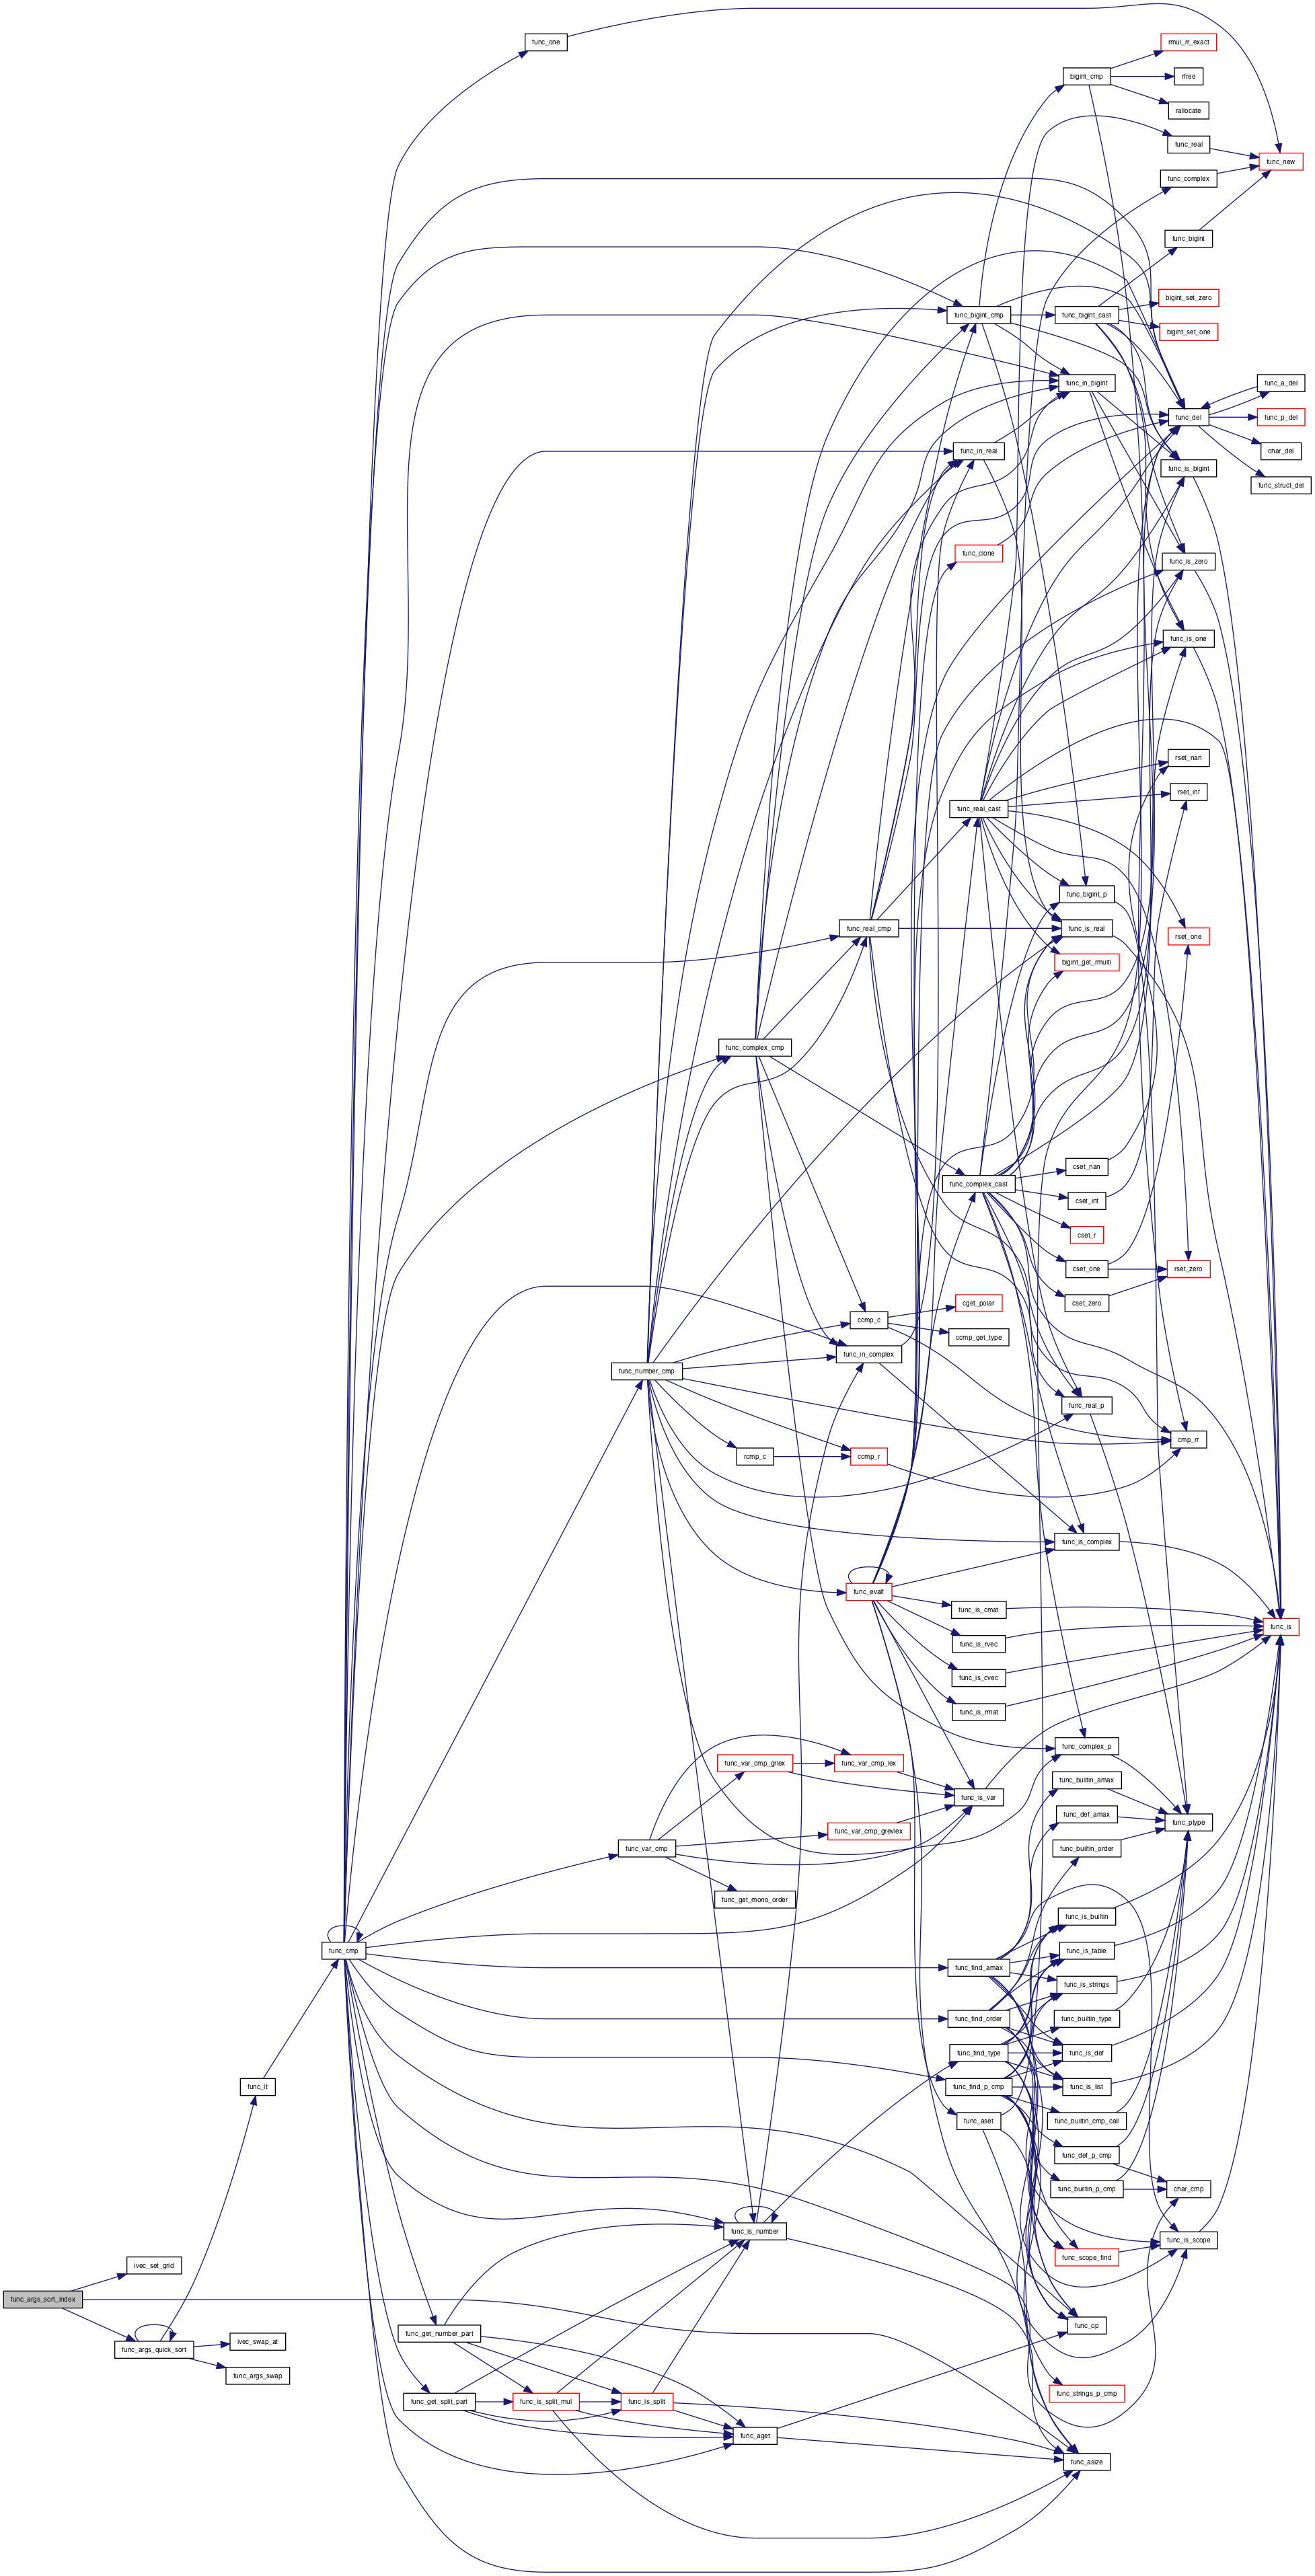 func_one
rmul_rr_exact
bigint_cmp
rfree
rallocate
func_real
func_new
func_complex
func_bigint
bigint_set_zero
func_bigint_cmp
func_bigint_cast
bigint_set_one
func_in_bigint
func_a_del
func_del
func_p_del
func_in_real
char_del
func_is_bigint
func_struct_del
func_clone
func_is_zero
func_is_one
rset_nan
rset_inf
func_real_cast
func_bigint_p
func_real_cmp
func_is_real
rset_one
bigint_get_rmulti
func_complex_cmp
cset_nan
func_complex_cast
cset_inf
cset_r
cset_one
rset_zero
cget_polar
cset_zero
ccmp_c
ccmp_get_type
func_in_complex
func_number_cmp
func_real_p
cmp_rr
rcmp_c
ccmp_r
func_is_complex
func_evalf
func_is_cmat
func_is_rvec
func_is
func_is_cvec
func_is_rmat
func_complex_p
func_var_cmp_grlex
func_var_cmp_lex
func_builtin_amax
func_is_var
func_def_amax
func_ptype
func_var_cmp_grevlex
func_var_cmp
func_builtin_order
func_get_mono_order
func_is_builtin
func_cmp
func_is_table
func_find_amax
func_is_strings
func_find_order
func_builtin_type
func_find_type
func_is_def
func_lt
func_find_p_cmp
func_is_list
func_aset
func_builtin_cmp_call
func_def_p_cmp
func_builtin_p_cmp
char_cmp
func_is_number
func_is_scope
func_scope_find
ivec_set_grid
func_args_sort_index
func_op
func_get_number_part
ivec_swap_at
func_args_quick_sort
func_args_swap
func_strings_p_cmp
func_get_split_part
func_is_split_mul
func_is_split
func_aget
func_asize